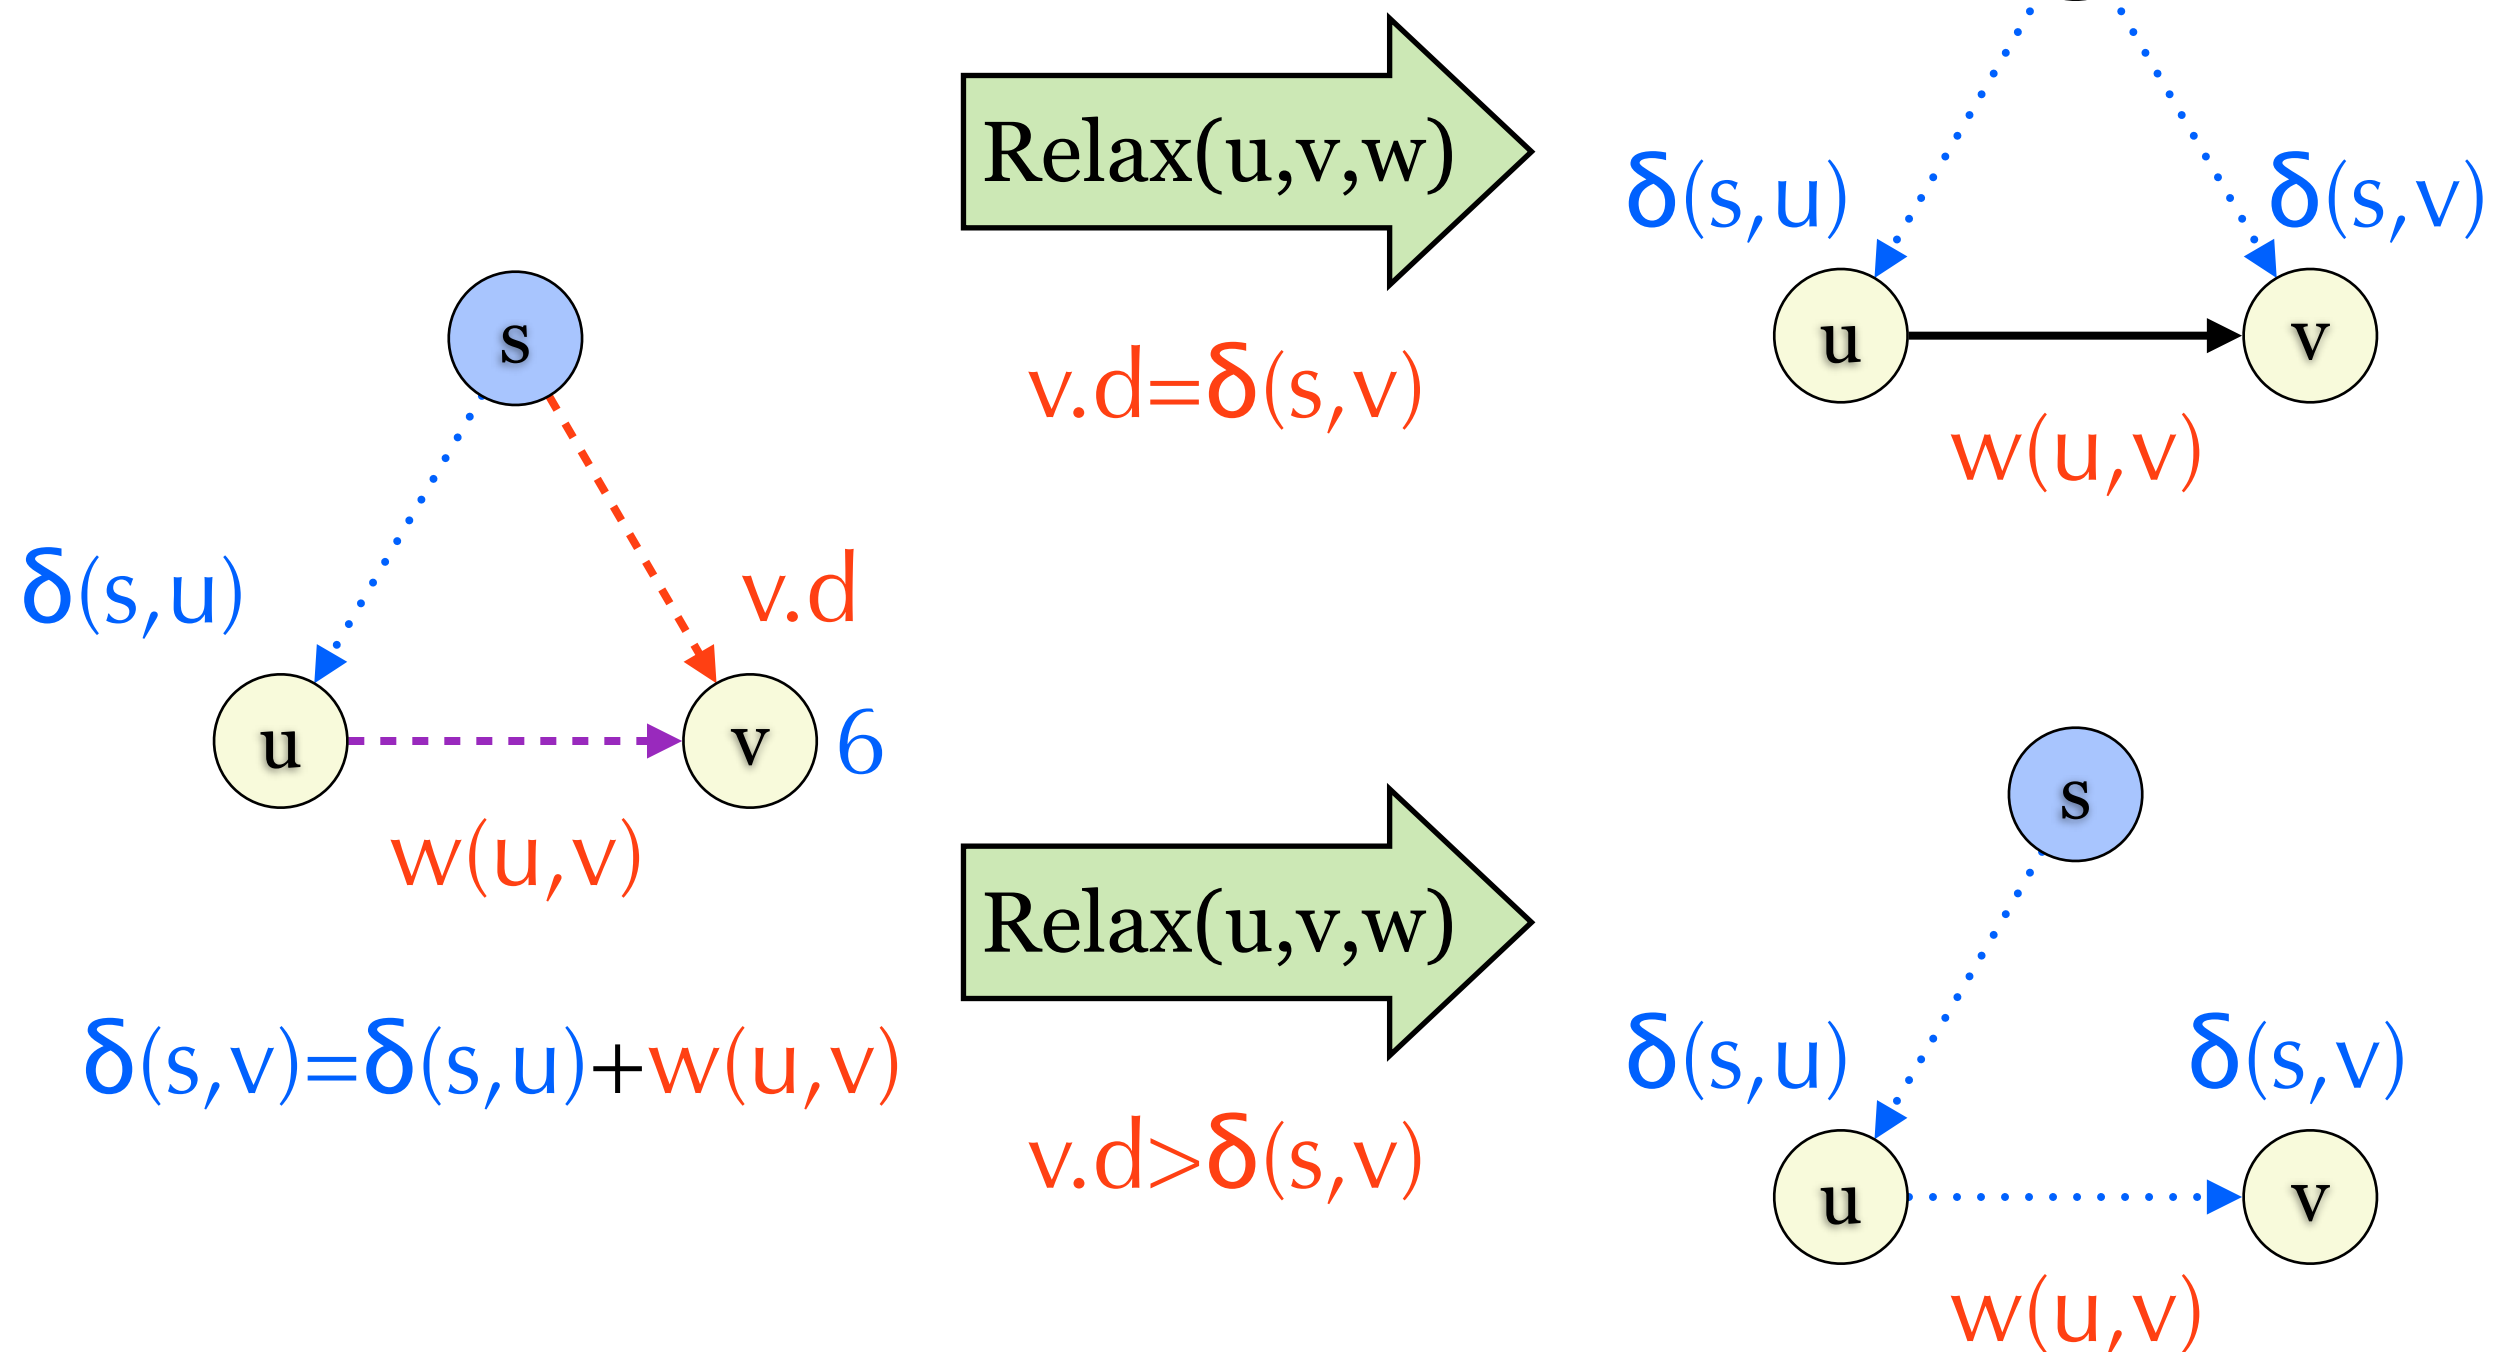 Relax(u,v,w)
v.d=δ(s,v)
δ(s,u)
δ(s,v)
u
v
w(u,v)
s
δ(s,u)
v.d
u
v
6
w(u,v)
δ(s,v)=δ(s,u)+w(u,v)
Relax(u,v,w)
v.d>δ(s,v)
s
δ(s,u)
δ(s,v)
u
v
w(u,v)